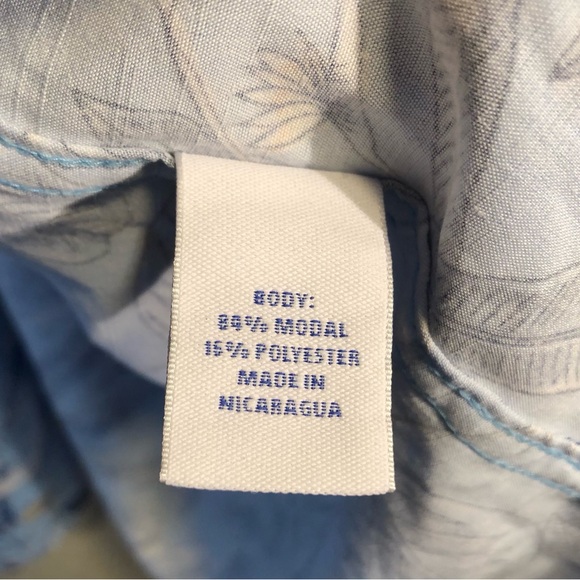 BODY:
84% MODAL
16% POLYESTER
MADE IN
NICARAGUA